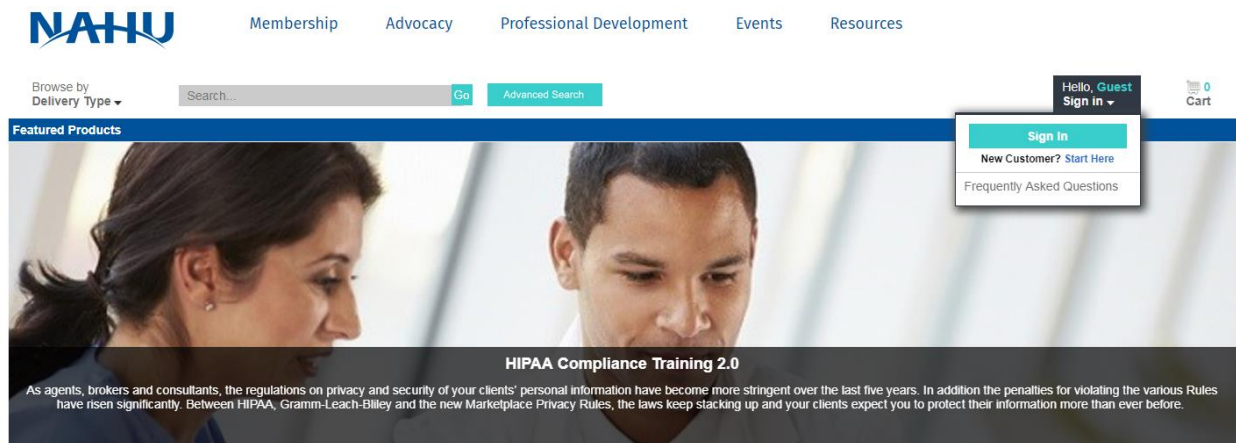 NAHU
Membership Advocacy Professional Development Events Resources
Browse by
Delivery Type
Search...
Go
Advanced Search
Hello, Guest
Sign in
0
Cart
Featured Products
Sign In
New Customer? Start Here
Frequently Asked Questions
HIPAA Compliance Training 2.0
As agents, brokers and consultants, the regulations on privacy and security of your clients' personal information have become more stringent over the last five years. In addition the penalties for violating the various Rules
have risen significantly. Between HIPAA, Gramm-Leach-Bliley and the new Marketplace Privacy Rules, the laws keep stacking up and your clients expect you to protect their information more than ever before.